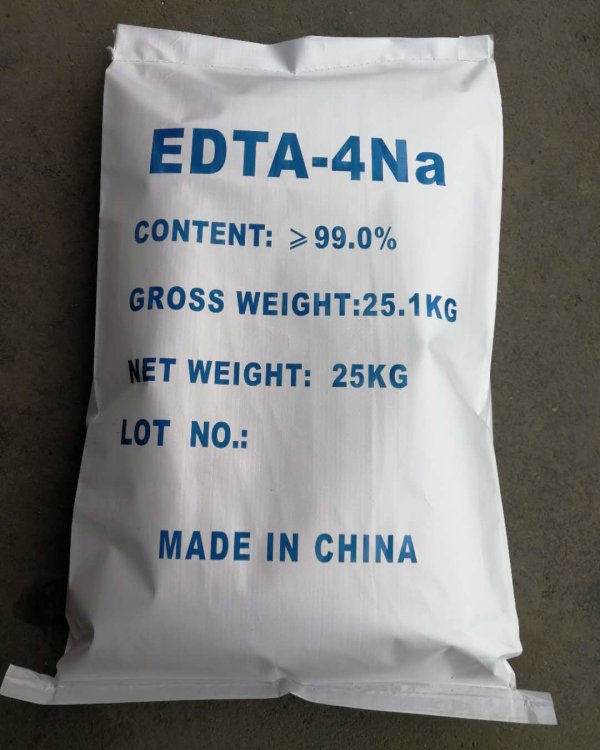 EDTA-4Na
CONTENT: ⩾99.0%
GROSS WEIGHT:25.1KG
NET WEIGHT: 25KG
LOT NO.:
MADE IN CHINA